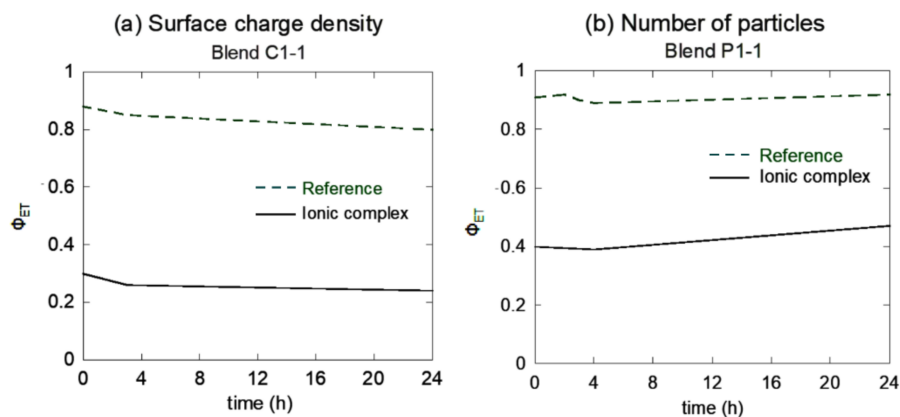 (a) Surface charge density
Blend C1-1
1
0.8
0.6
0.4
0.2
0
ΦET
Reference
Ionic complex
0 4 8 12 16 20 24
time (h)
(b) Number of particles
Blend P1-1
1
0.8
0.6
0.4
0.2
0
ΦET
Reference
Ionic complex
0 4 8 12 16 20 24
time (h)